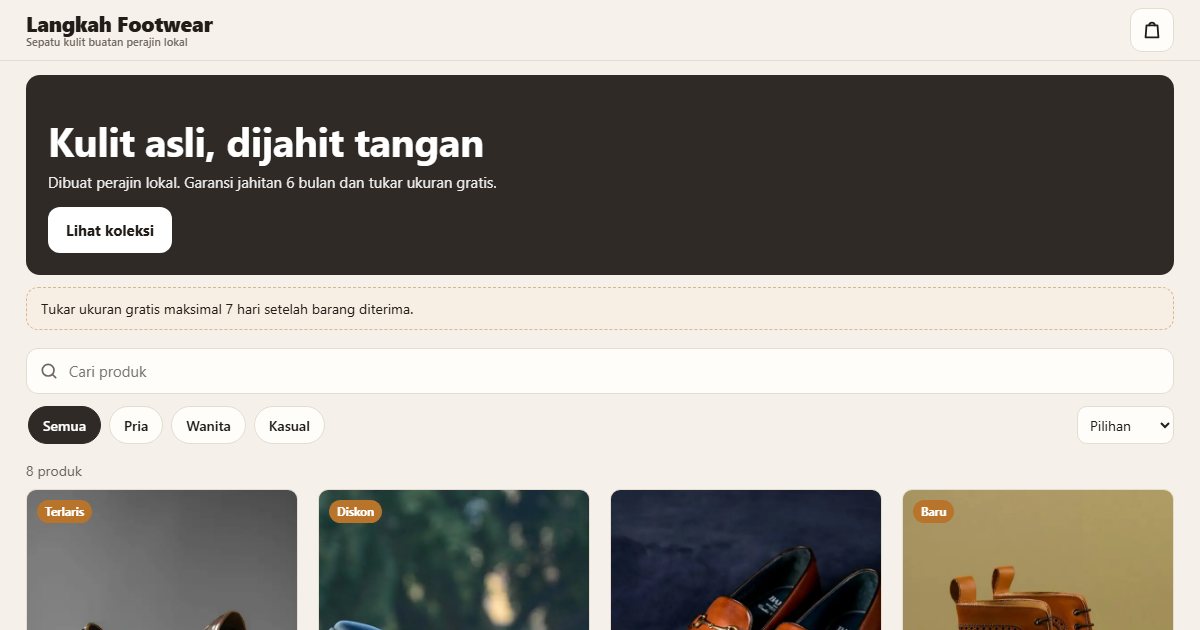 Langkah Footwear
Sepatu kulit buatan perajin lokal
Kulit asli, dijahit tangan
Dibuat perajin lokal. Garansi jahitan 6 bulan dan tukar ukuran gratis.
Lihat koleksi
Tukar ukuran gratis maksimal 7 hari setelah barang diterima.
Cari produk
Semua Pria Wanita Kasual Pilihan
8 produk
Terlaris Diskon Baru